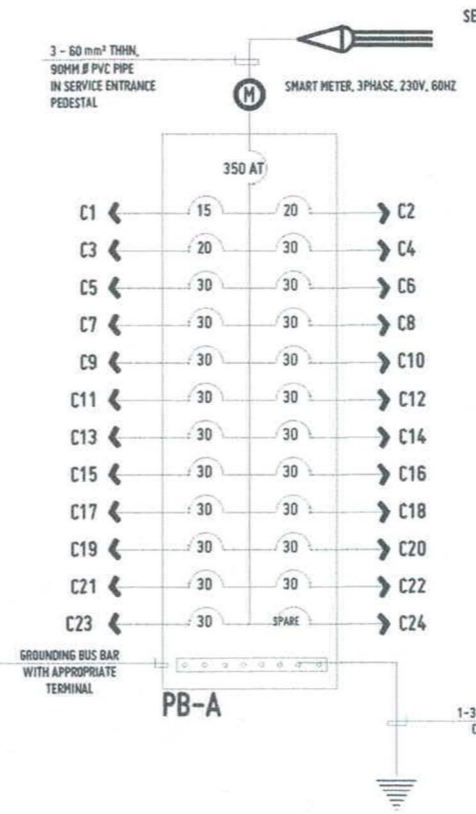 SE
3 - 60 mm² THHN,
90MM Ø PVC PIPE
IN SERVICE ENTRANCE
PEDESTAL
M
SMART METER, 3PHASE, 230V, 60HZ
350 AT
C1 15 20 C2
C3 20 30 C4
C5 30 30 C6
C7 30 30 C8
C9 30 30 C10
C11 30 30 C12
C13 30 30 C14
C15 30 30 C16
C17 30 30 C18
C19 30 30 C20
C21 30 30 C22
C23 30 SPARE C24
GROUNDING BUS BAR
WITH APPROPRIATE
TERMINAL
PB-A
1-3